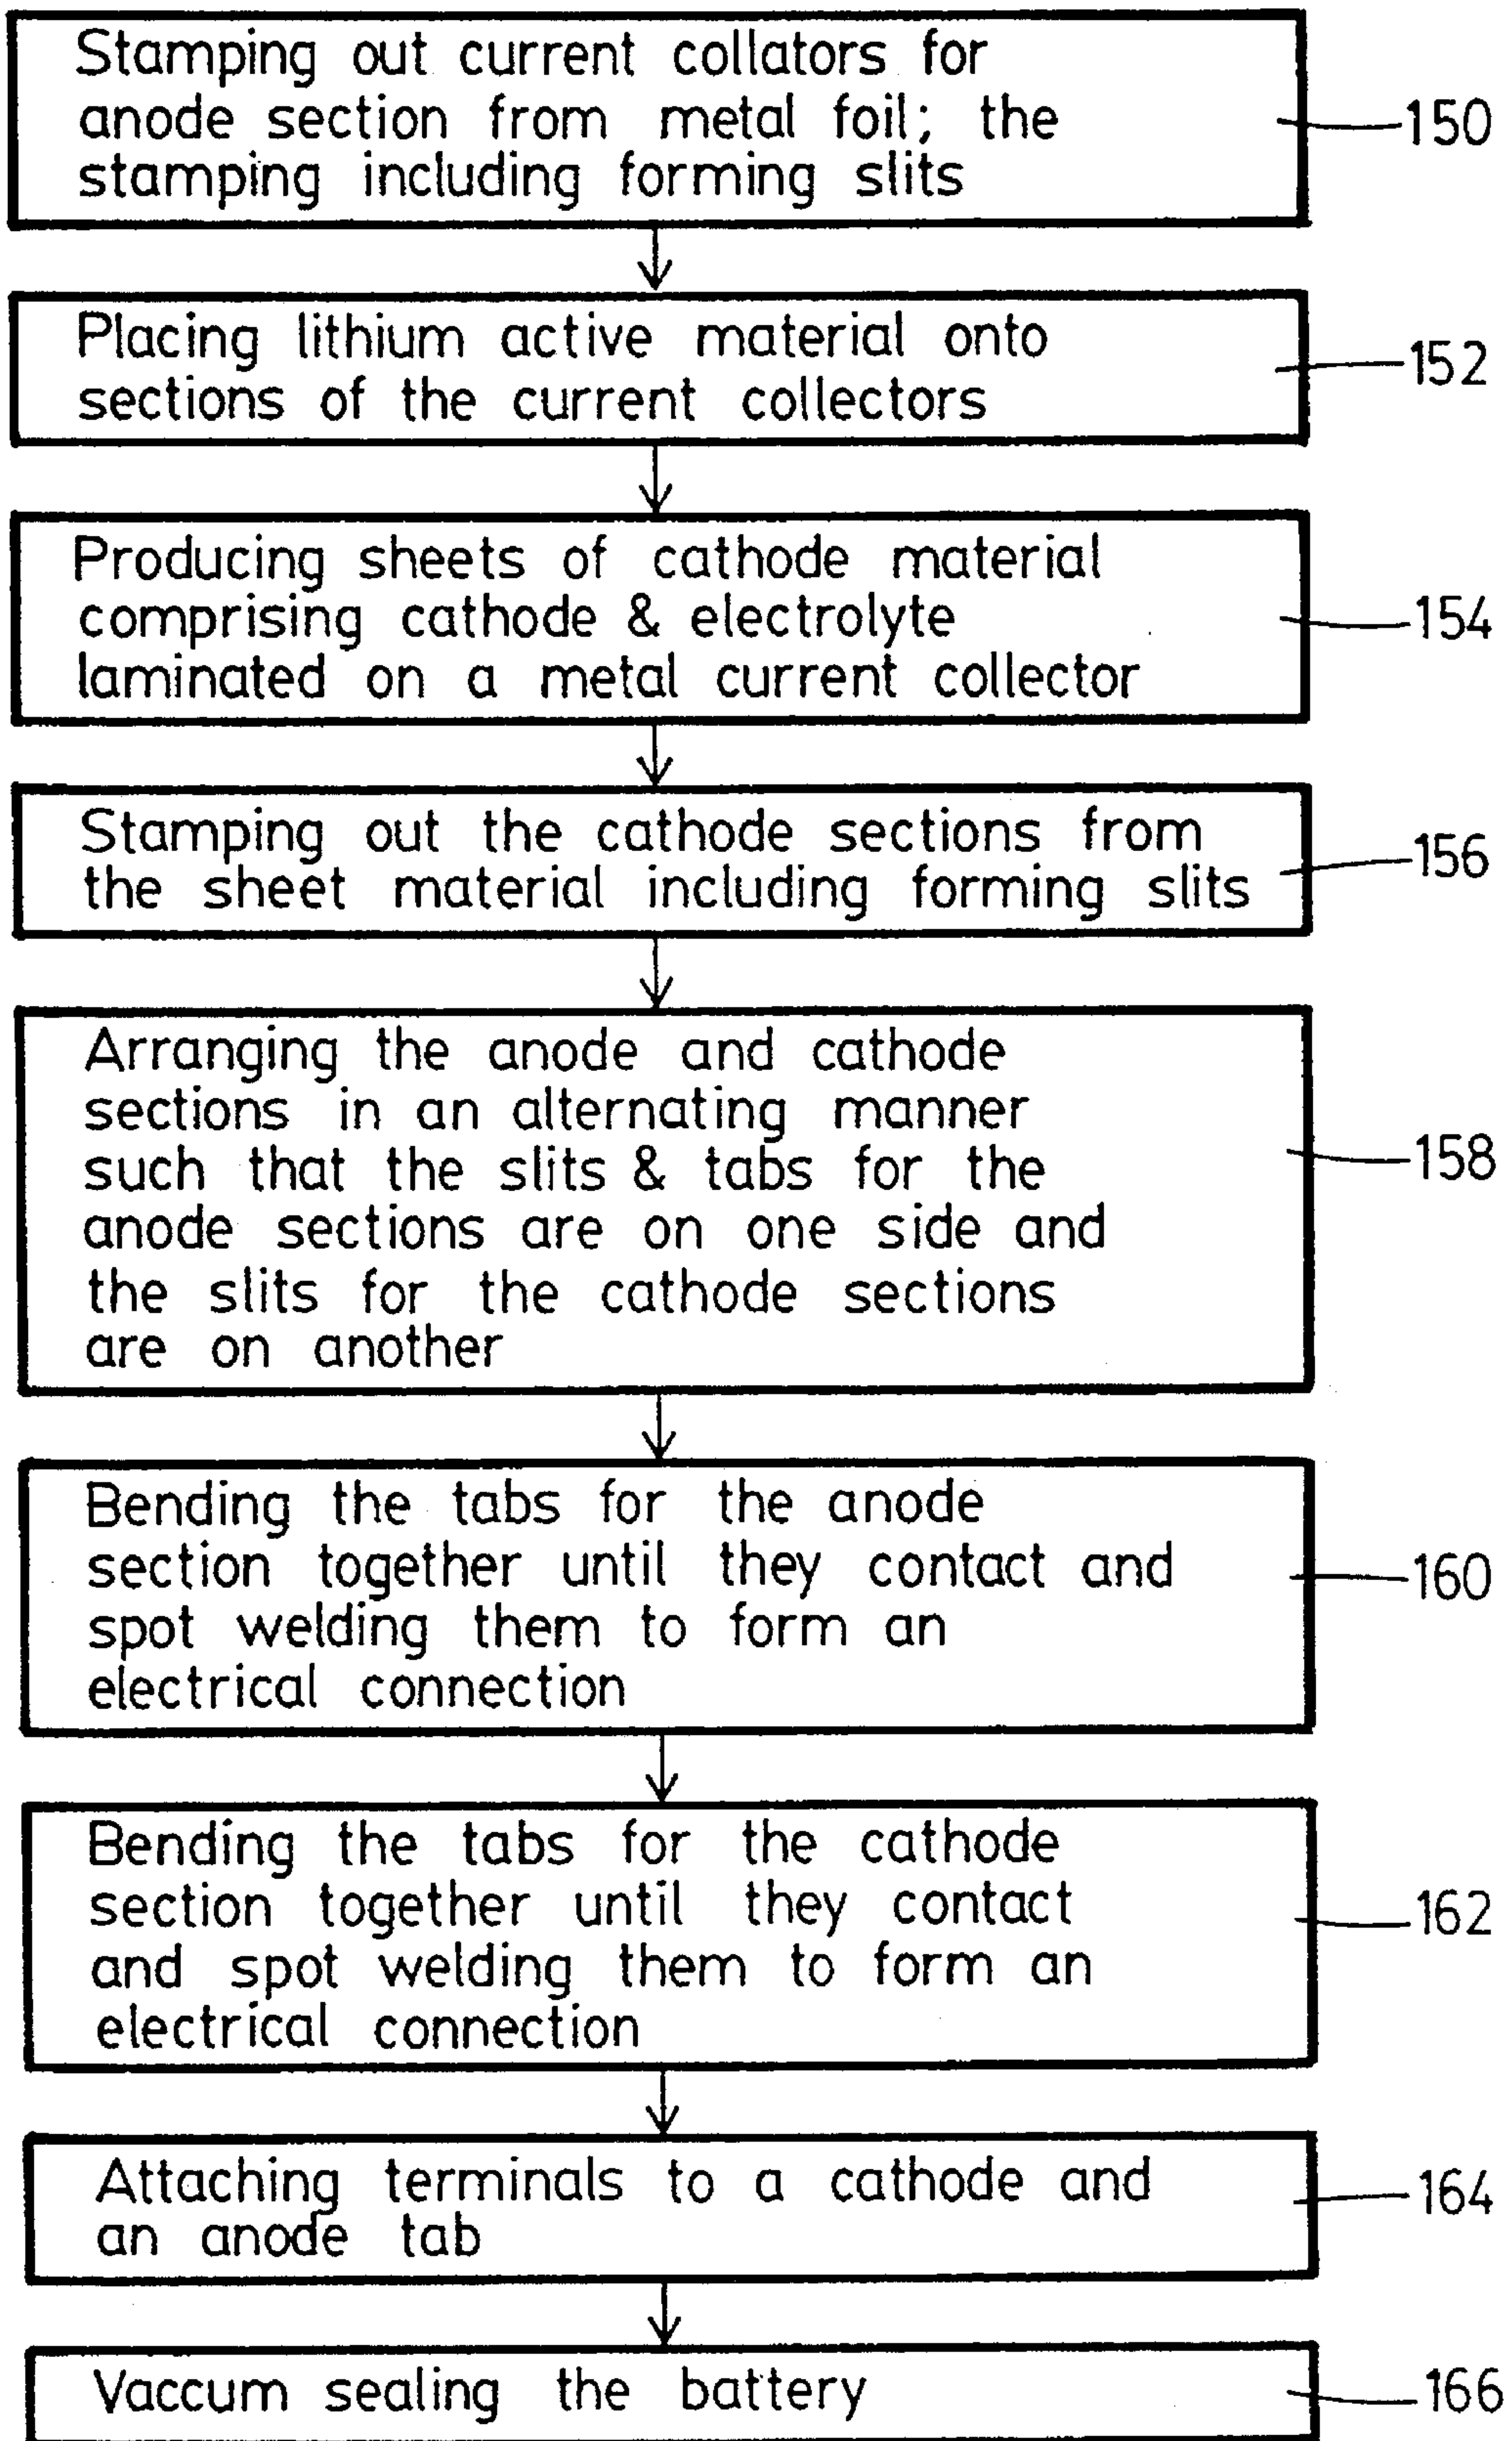 Stamping out current collators for
anode section from metal foil; the
stamping including forming slits
150
Placing lithium active material onto
sections of the current collectors
152
Producing sheets of cathode material
comprising cathode & electrolyte
laminated on a metal current collector
154
Stamping out the cathode sections from
the sheet material including forming slits
156
Arranging the anode and cathode
sections in an alternating manner
such that the slits & tabs for the
anode sections are on one side and
the slits for the cathode sections
are on another
158
Bending the tabs for the anode
section together until they contact and
spot welding them to form an
electrical connection
160
Bending the tabs for the cathode
section together until they contact
and spot welding them to form an
electrical connection
162
Attaching terminals to a cathode and
an anode tab
164
Vaccum sealing the battery
166